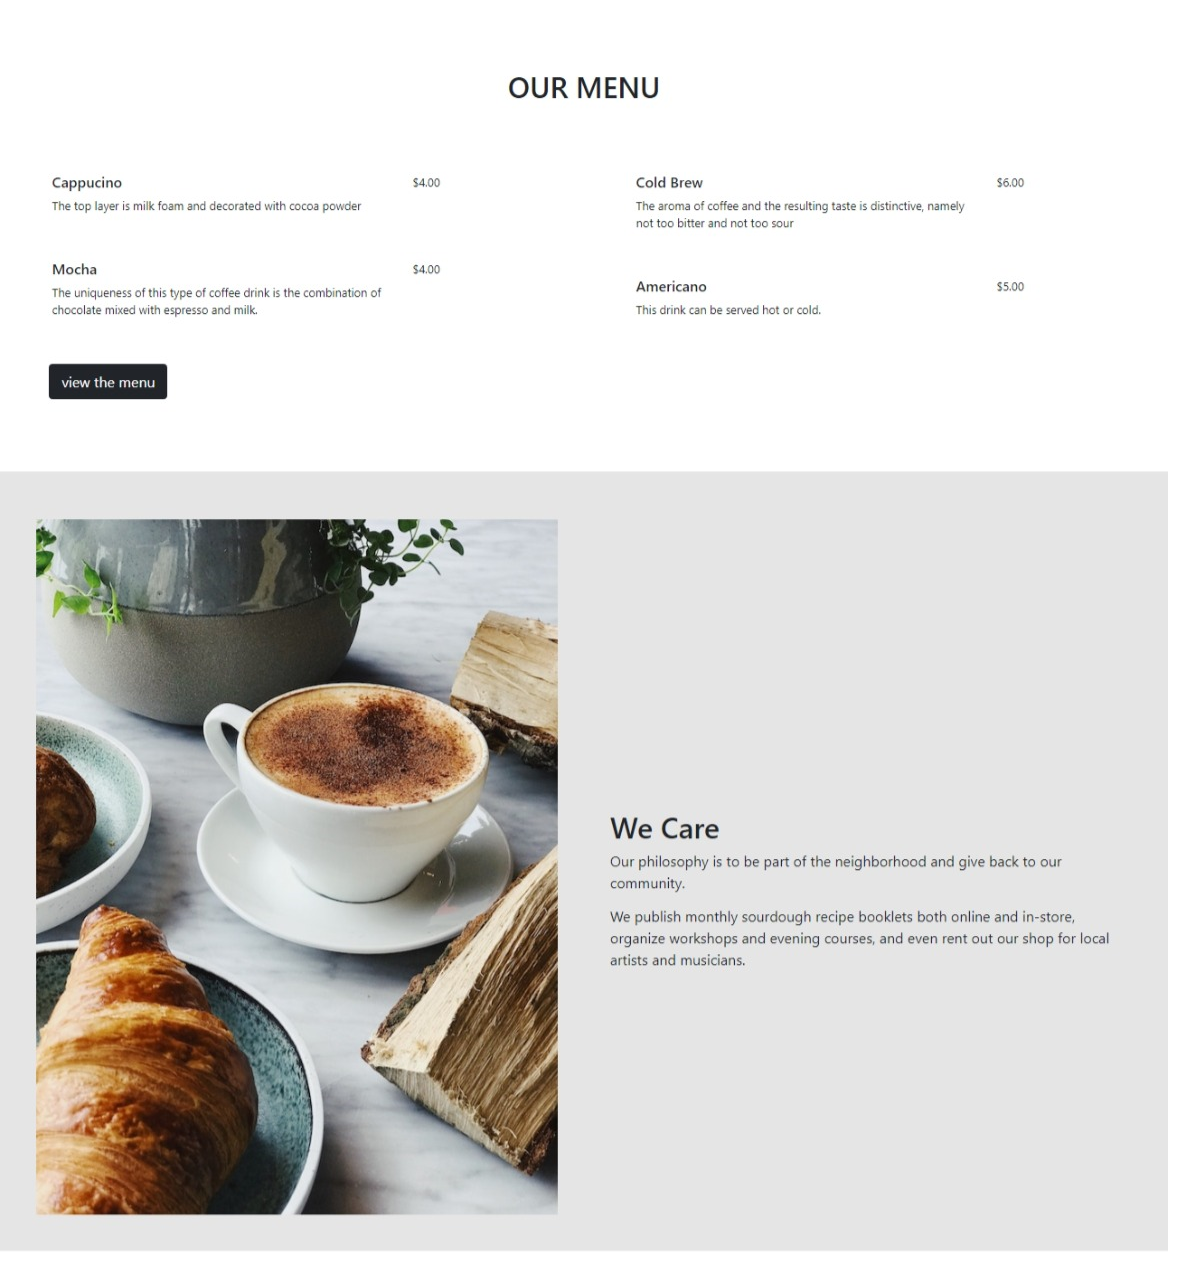 OUR MENU
Cappucino $4.00
The top layer is milk foam and decorated with cocoa powder
Mocha $4.00
The uniqueness of this type of coffee drink is the combination of
chocolate mixed with espresso and milk.
Cold Brew $6.00
The aroma of coffee and the resulting taste is distinctive, namely
not too bitter and not too sour
Americano $5.00
This drink can be served hot or cold.
view the menu
We Care
Our philosophy is to be part of the neighborhood and give back to our
community.
We publish monthly sourdough recipe booklets both online and in-store,
organize workshops and evening courses, and even rent out our shop for local
artists and musicians.